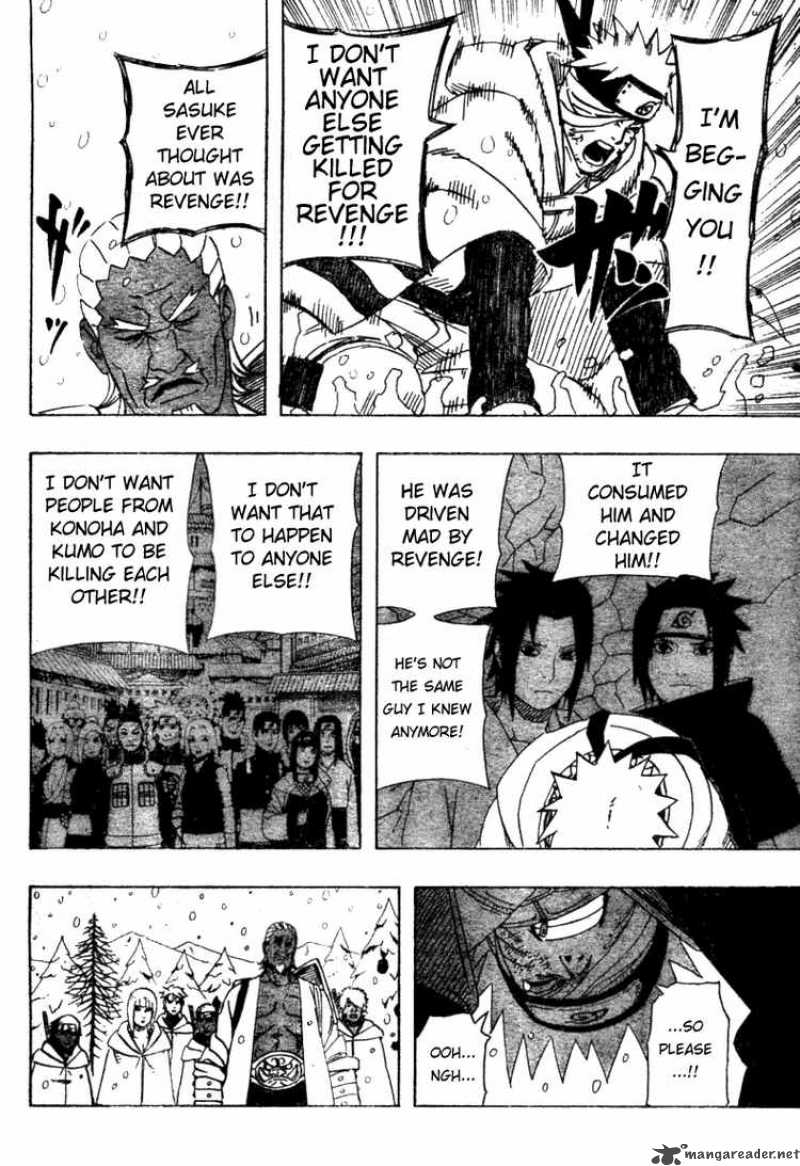 I'M
BEG-
GING
YOU
!!
I DON'T
WANT
ANYONE
ELSE
GETTING
KILLED
FOR
REVENGE
!!!
ザッ
ALL
SASUKE
EVER
THOUGHT
ABOUT WAS
REVENGE!!
IT
CONSUMED
HIM AND
CHANGED
HIM!!
HE WAS
DRIVEN
MAD BY
REVENGE!
HE'S NOT
THE SAME
GUY I KNEW
ANYMORE!
I DON'T
WANT THAT
TO HAPPEN
TO ANYONE
ELSE!!
I DON'T WANT
PEOPLE FROM
KONOHA AND
KUMO TO BE
KILLING EACH
OTHER!!
...SO
PLEASE
...!!
OOH...
NGH...
mangareader.net